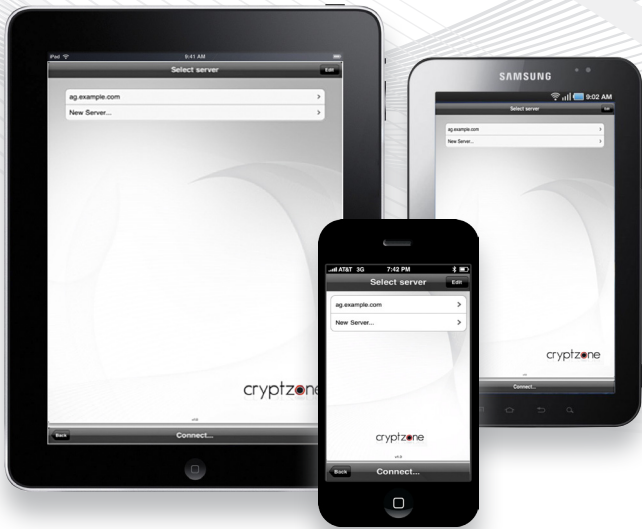 iPad
9:41 AM
Select server
Edit
ag.example.com
New Server...
cryptzone
Back
Connect...
SAMSUNG
9:02 AM
Select server
Edit
ag.example.com
New Server...
cryptzone
Connect...
AT&T 3G 7:42 PM
Select server
Edit
ag.example.com
New Server...
cryptzone
Back
Connect...